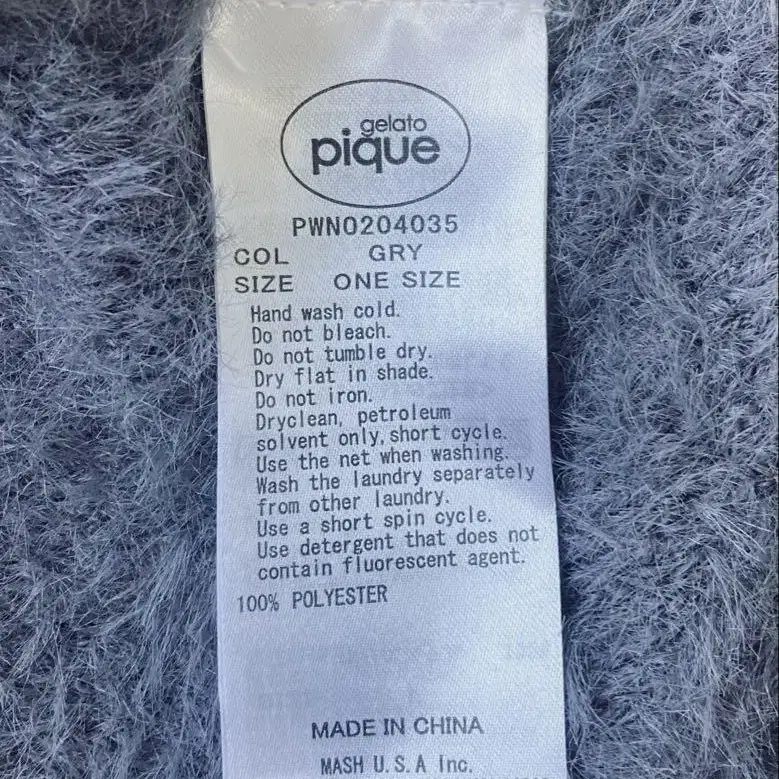 gelato
pique
PWNO204035
COL GRY
SIZE ONE SIZE
Hand wash cold.
Do not bleach.
Do not tumble dry.
Dry flat in shade.
Do not iron.
Dryclean, petroleum
solvent only, short cycle.
Use the net when washing.
Wash the laundry separately
from other laundry.
Use a short spin cycle.
Use detergent that does not
contain fluorescent agent.
100% POLYESTER
MADE IN CHINA
MASH U.S.A Inc.